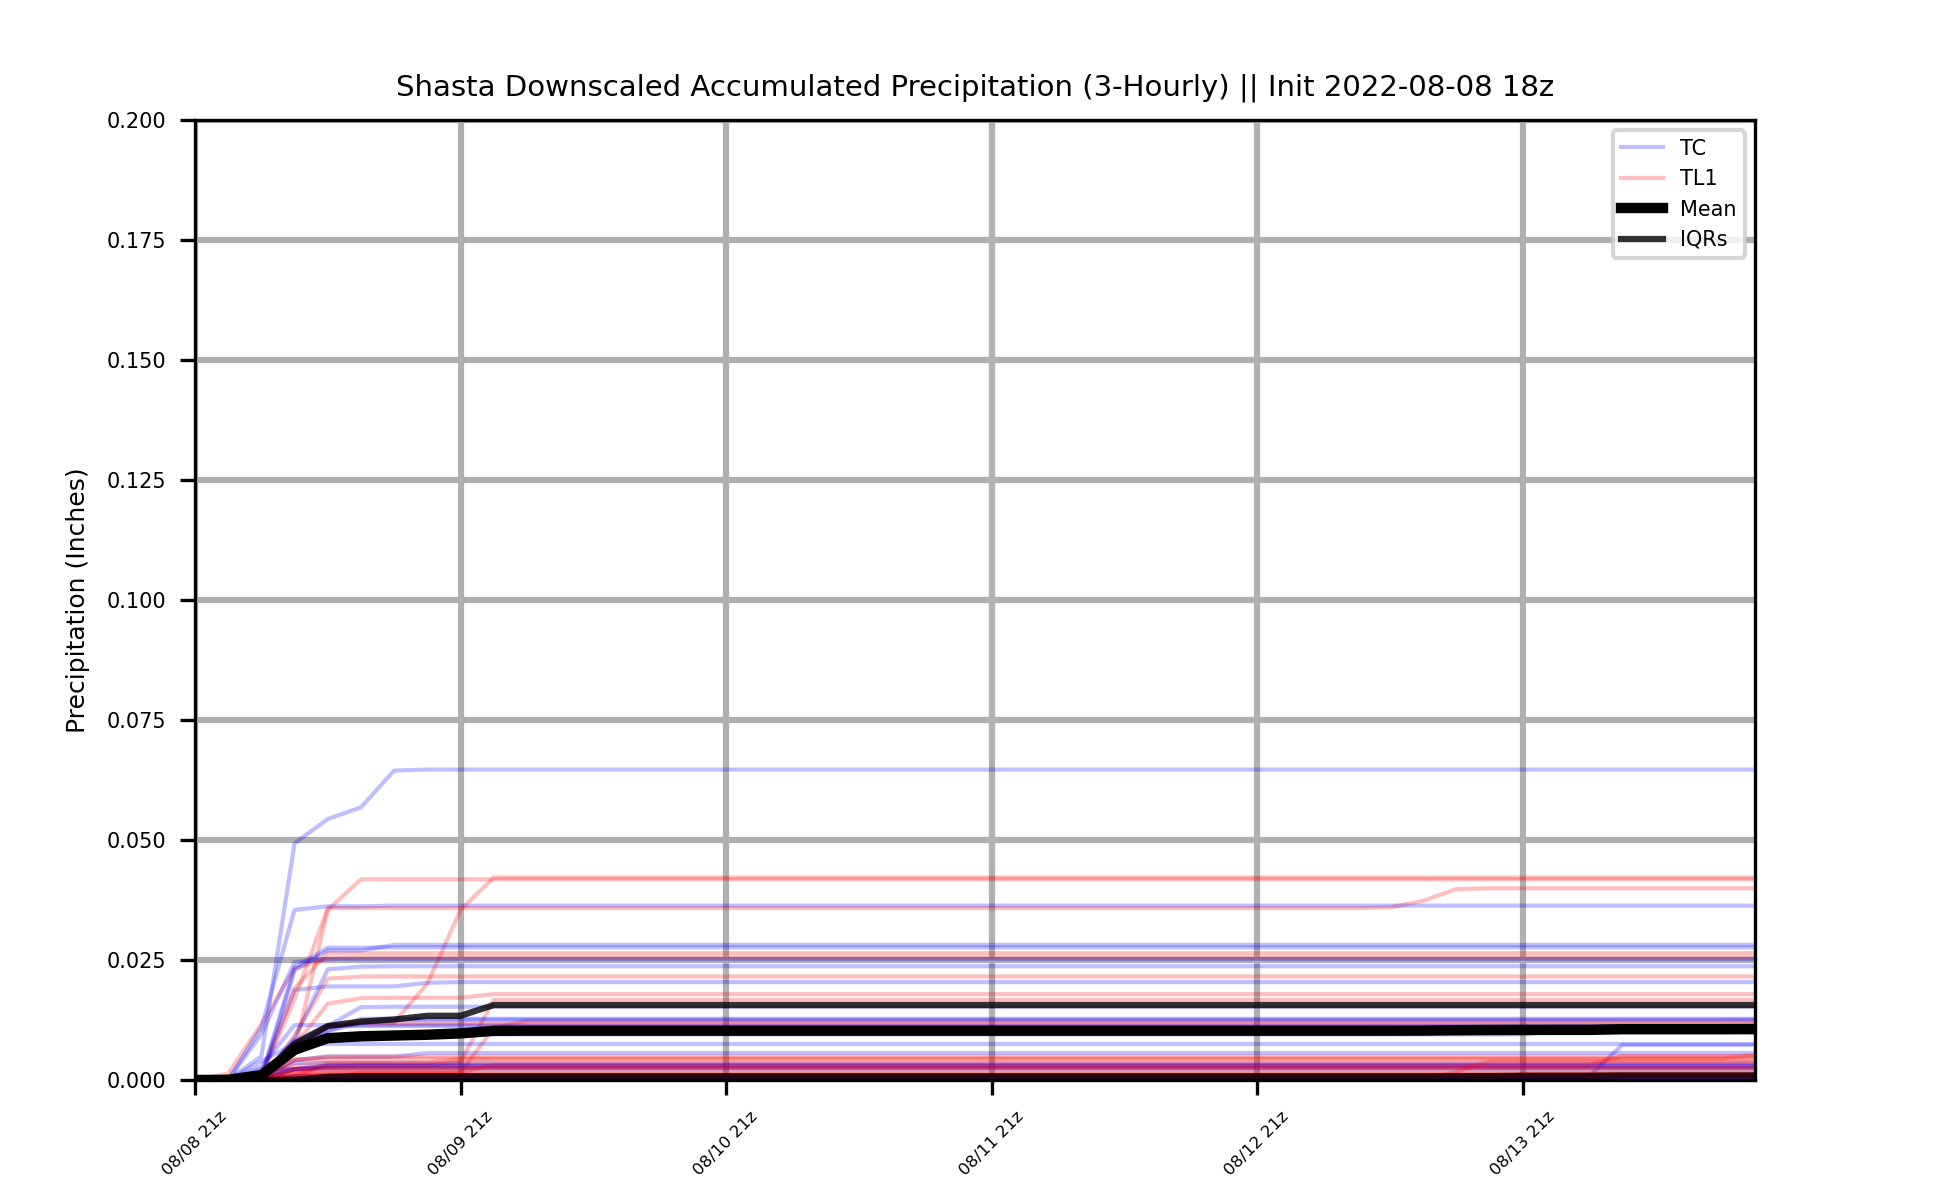 Shasta Downscaled Accumulated Precipitation (3-Hourly) || Init 2022-08-08 18z
Precipitation (Inches)
0.200
0.175
0.150
0.125
0.100
0.075
0.050
0.025
0.000
TC
TL1
Mean
IQRs
08/08 21z
08/09 21z
08/10 21z
08/11 21z
08/12 21z
08/13 21z